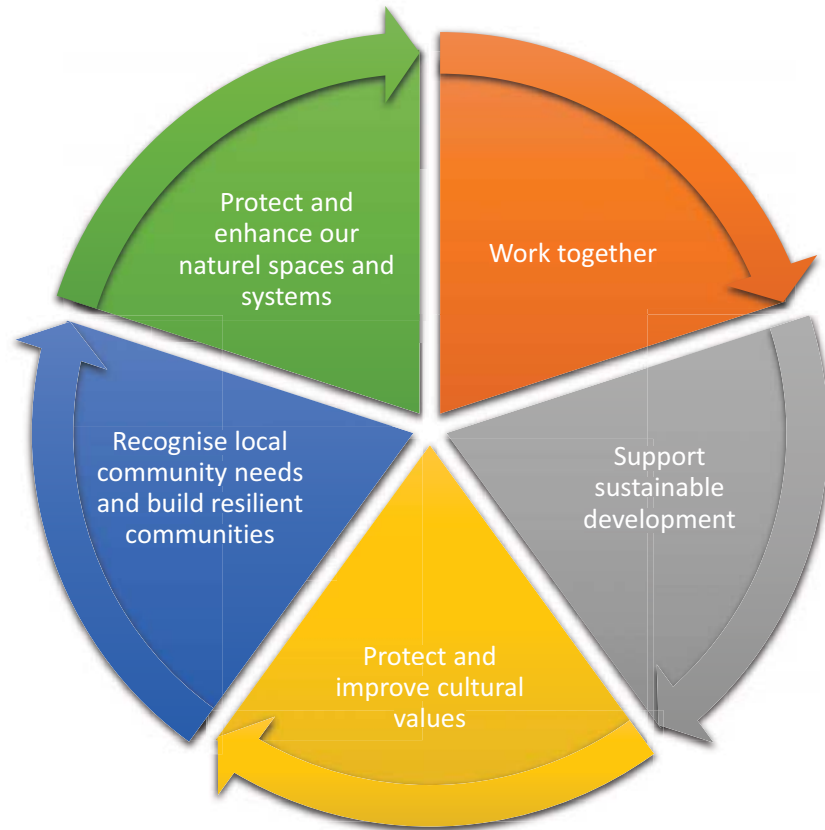 Work together
Support
sustainable
development
Protect and
improve cultural
values
Recognise local
community needs
and build resilient
communities
Protect and
enhance our
naturel spaces and
systems